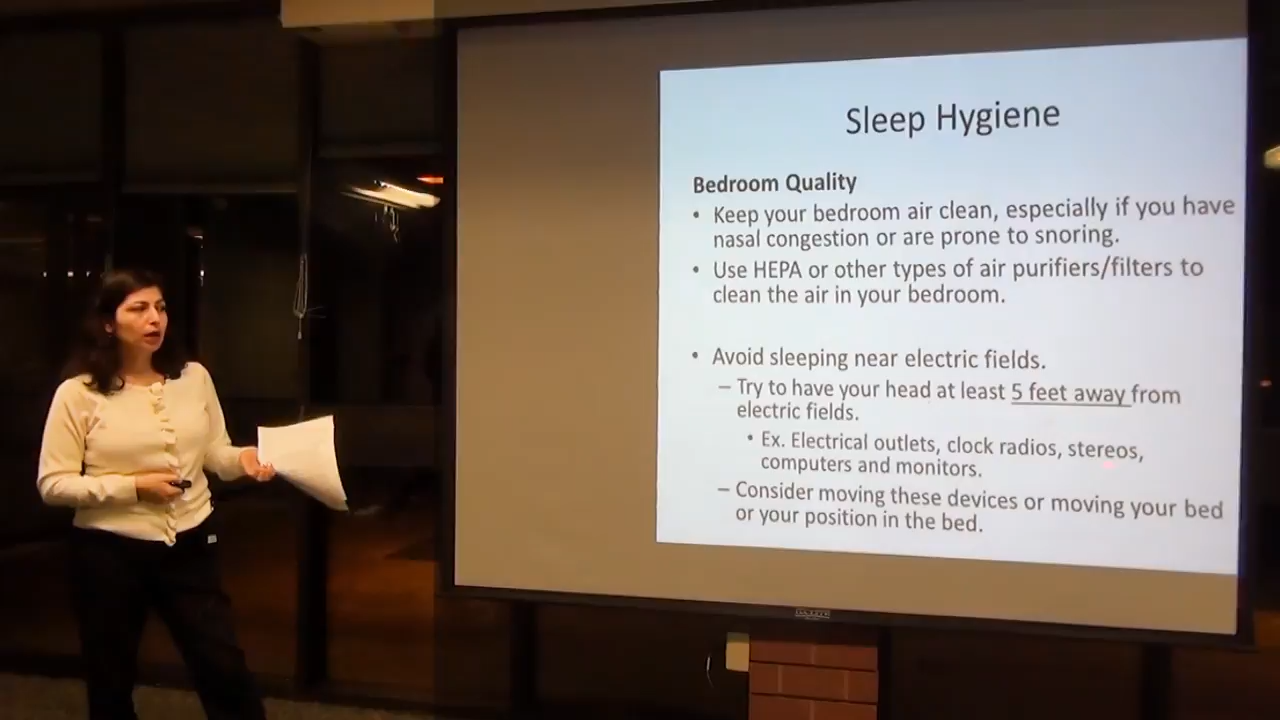 Sleep Hygiene
Bedroom Quality
• Keep your bedroom air clean, especially if you have
nasal congestion or are prone to snoring.
• Use HEPA or other types of air purifiers/filters to
clean the air in your bedroom.
• Avoid sleeping near electric fields.
– Try to have your head at least 5 feet away from
electric fields.
• Ex. Electrical outlets, clock radios, stereos,
computers and monitors.
– Consider moving these devices or moving your bed
or your position in the bed.